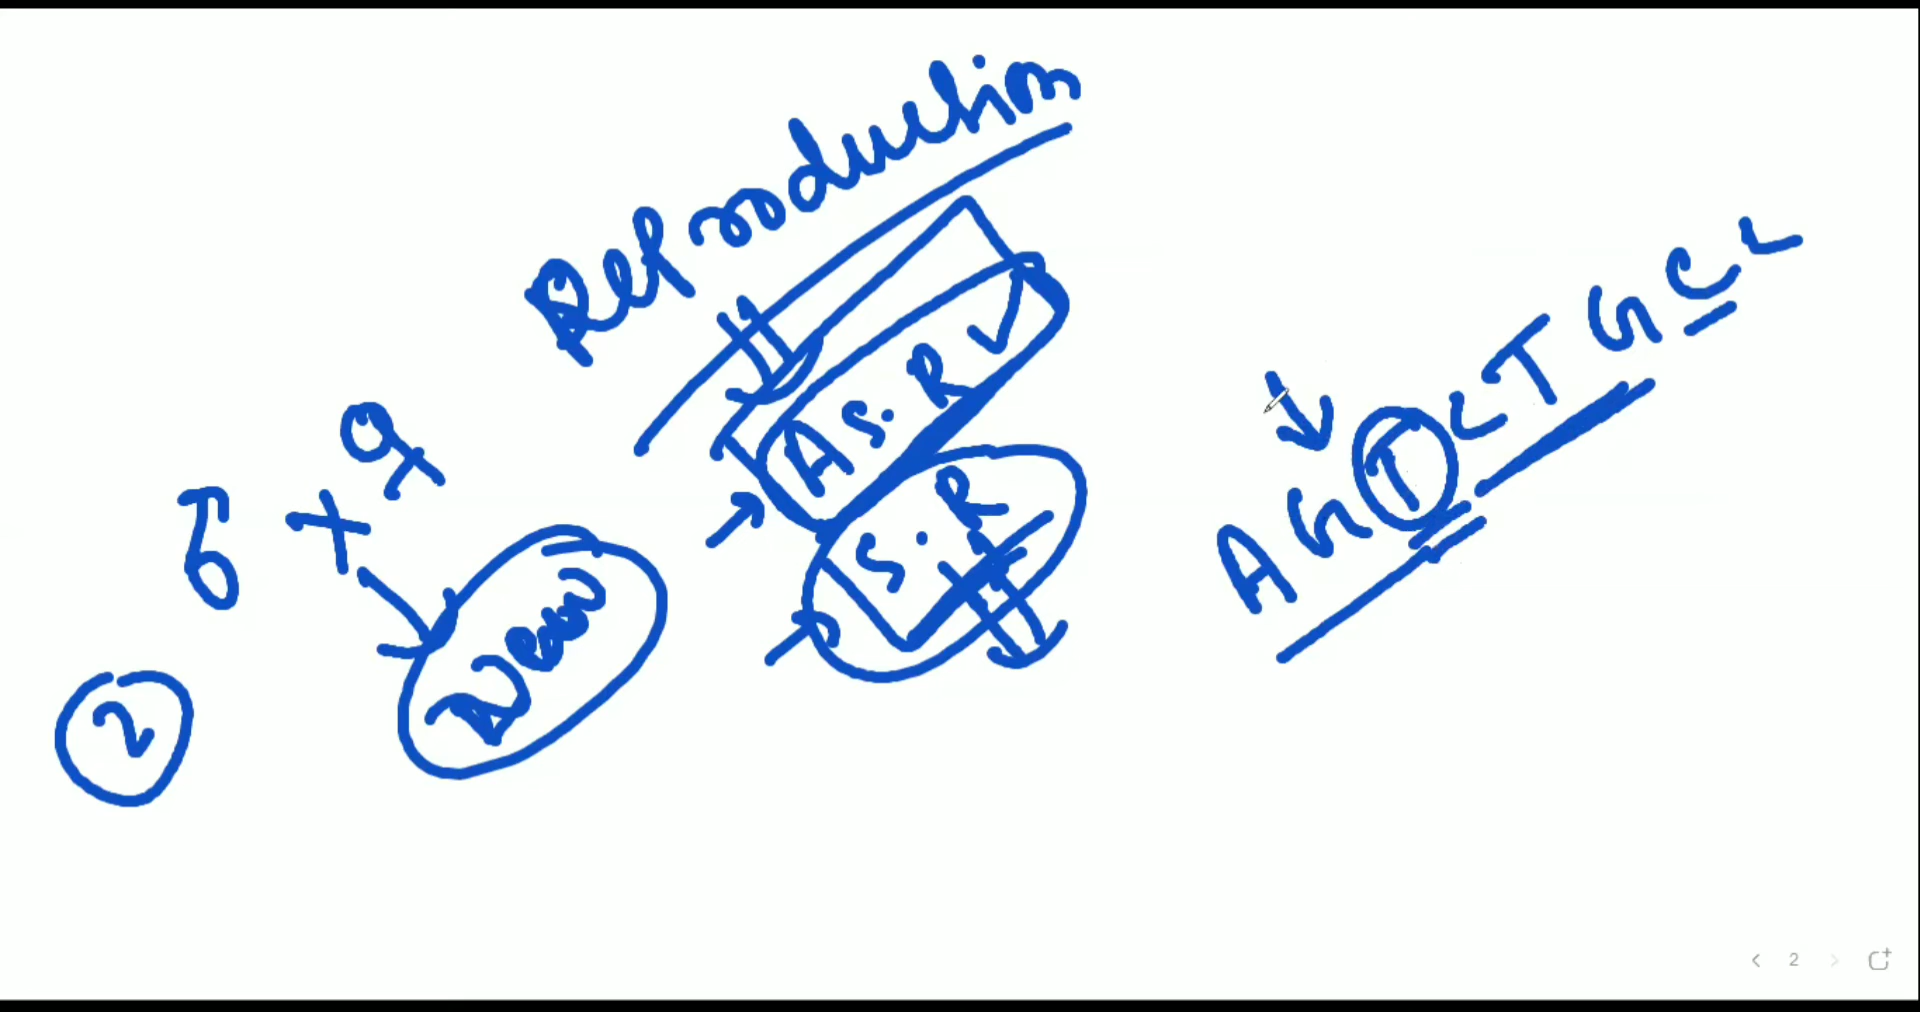 Reproduction
As.R ✓
S.R
♂ × ♀
New
2
AGTCTGCC
2